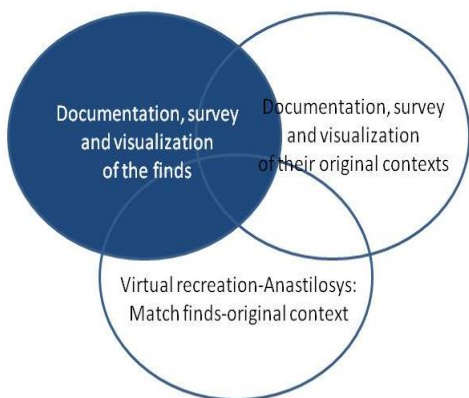 Documentation, survey
and visualization
of the finds
Documentation, survey
and visualization
of their original contexts
Virtual recreation-Anastilosys:
Match finds-original context